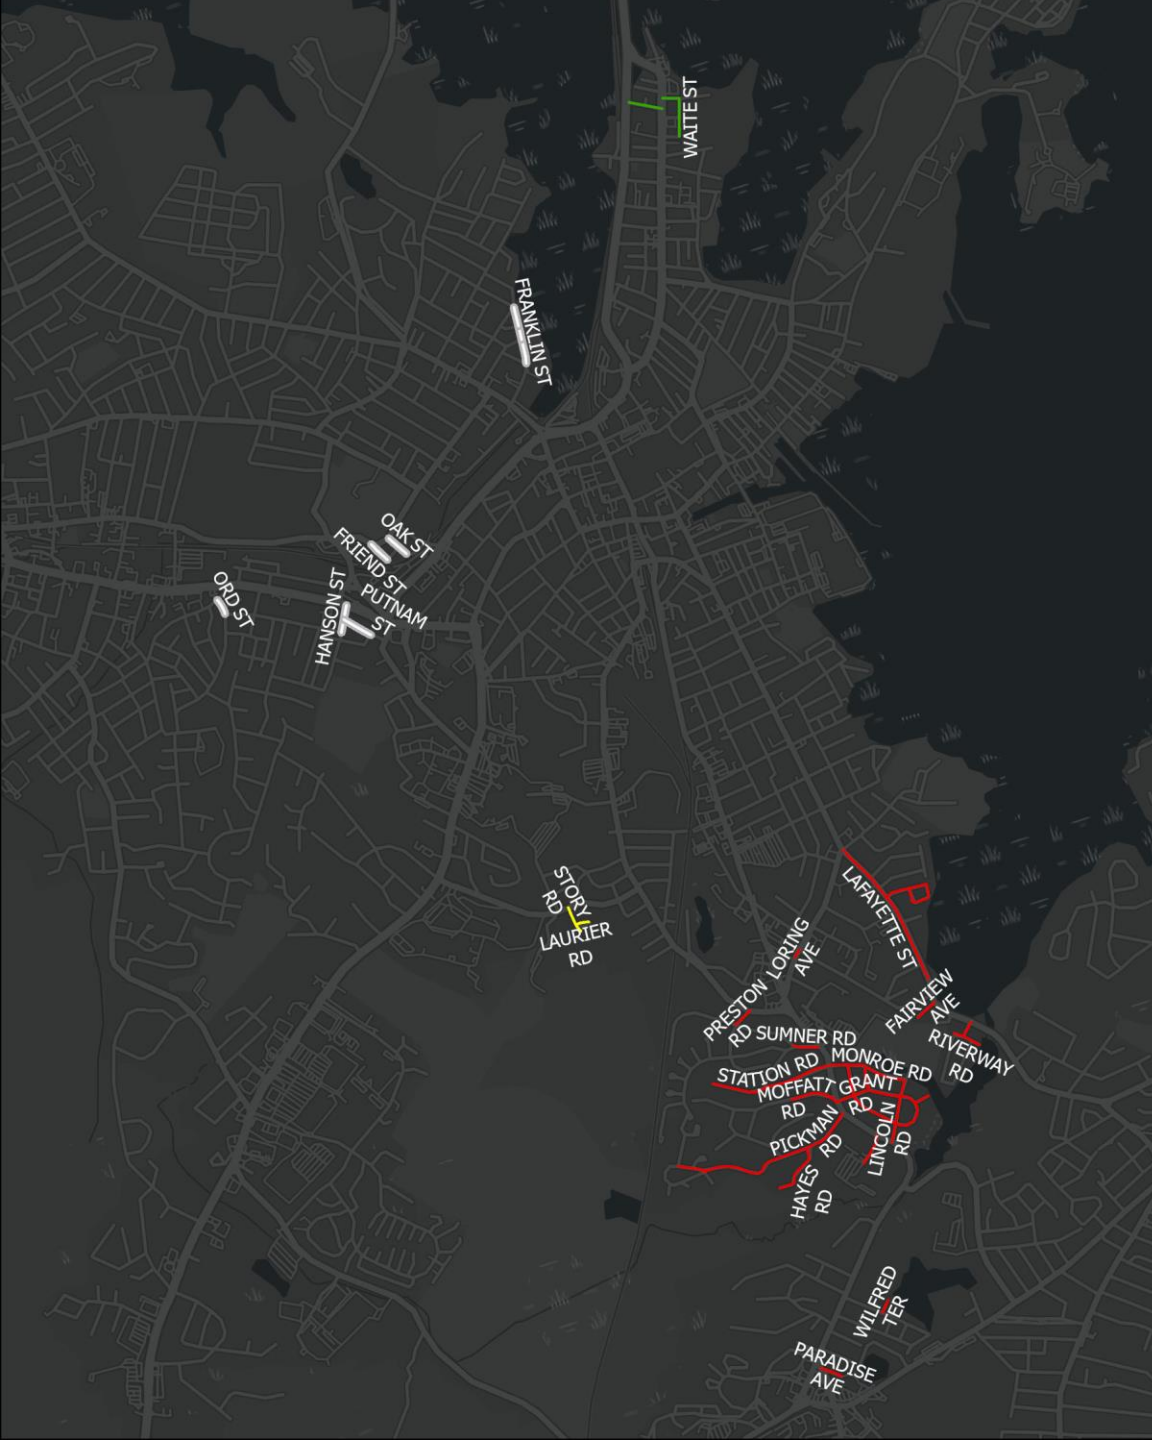 WAITE ST
FRANKLIN ST
OAK ST
FRIEND ST
PUTNAM
ST
HANSON ST
ORD ST
STORY
RD
LAURIER
RD
LAFAYETTE ST
LORING
AVE
PRESTON
RD
FAIRVIEW
AVE
SUMNER RD
RIVERWAY
RD
MONROE RD
STATION RD
MOFFATT
RD
GRANT
RD
PICKMAN
RD
LINCOLN
RD
HAYES
RD
WILFRED
TER
PARADISE
AVE